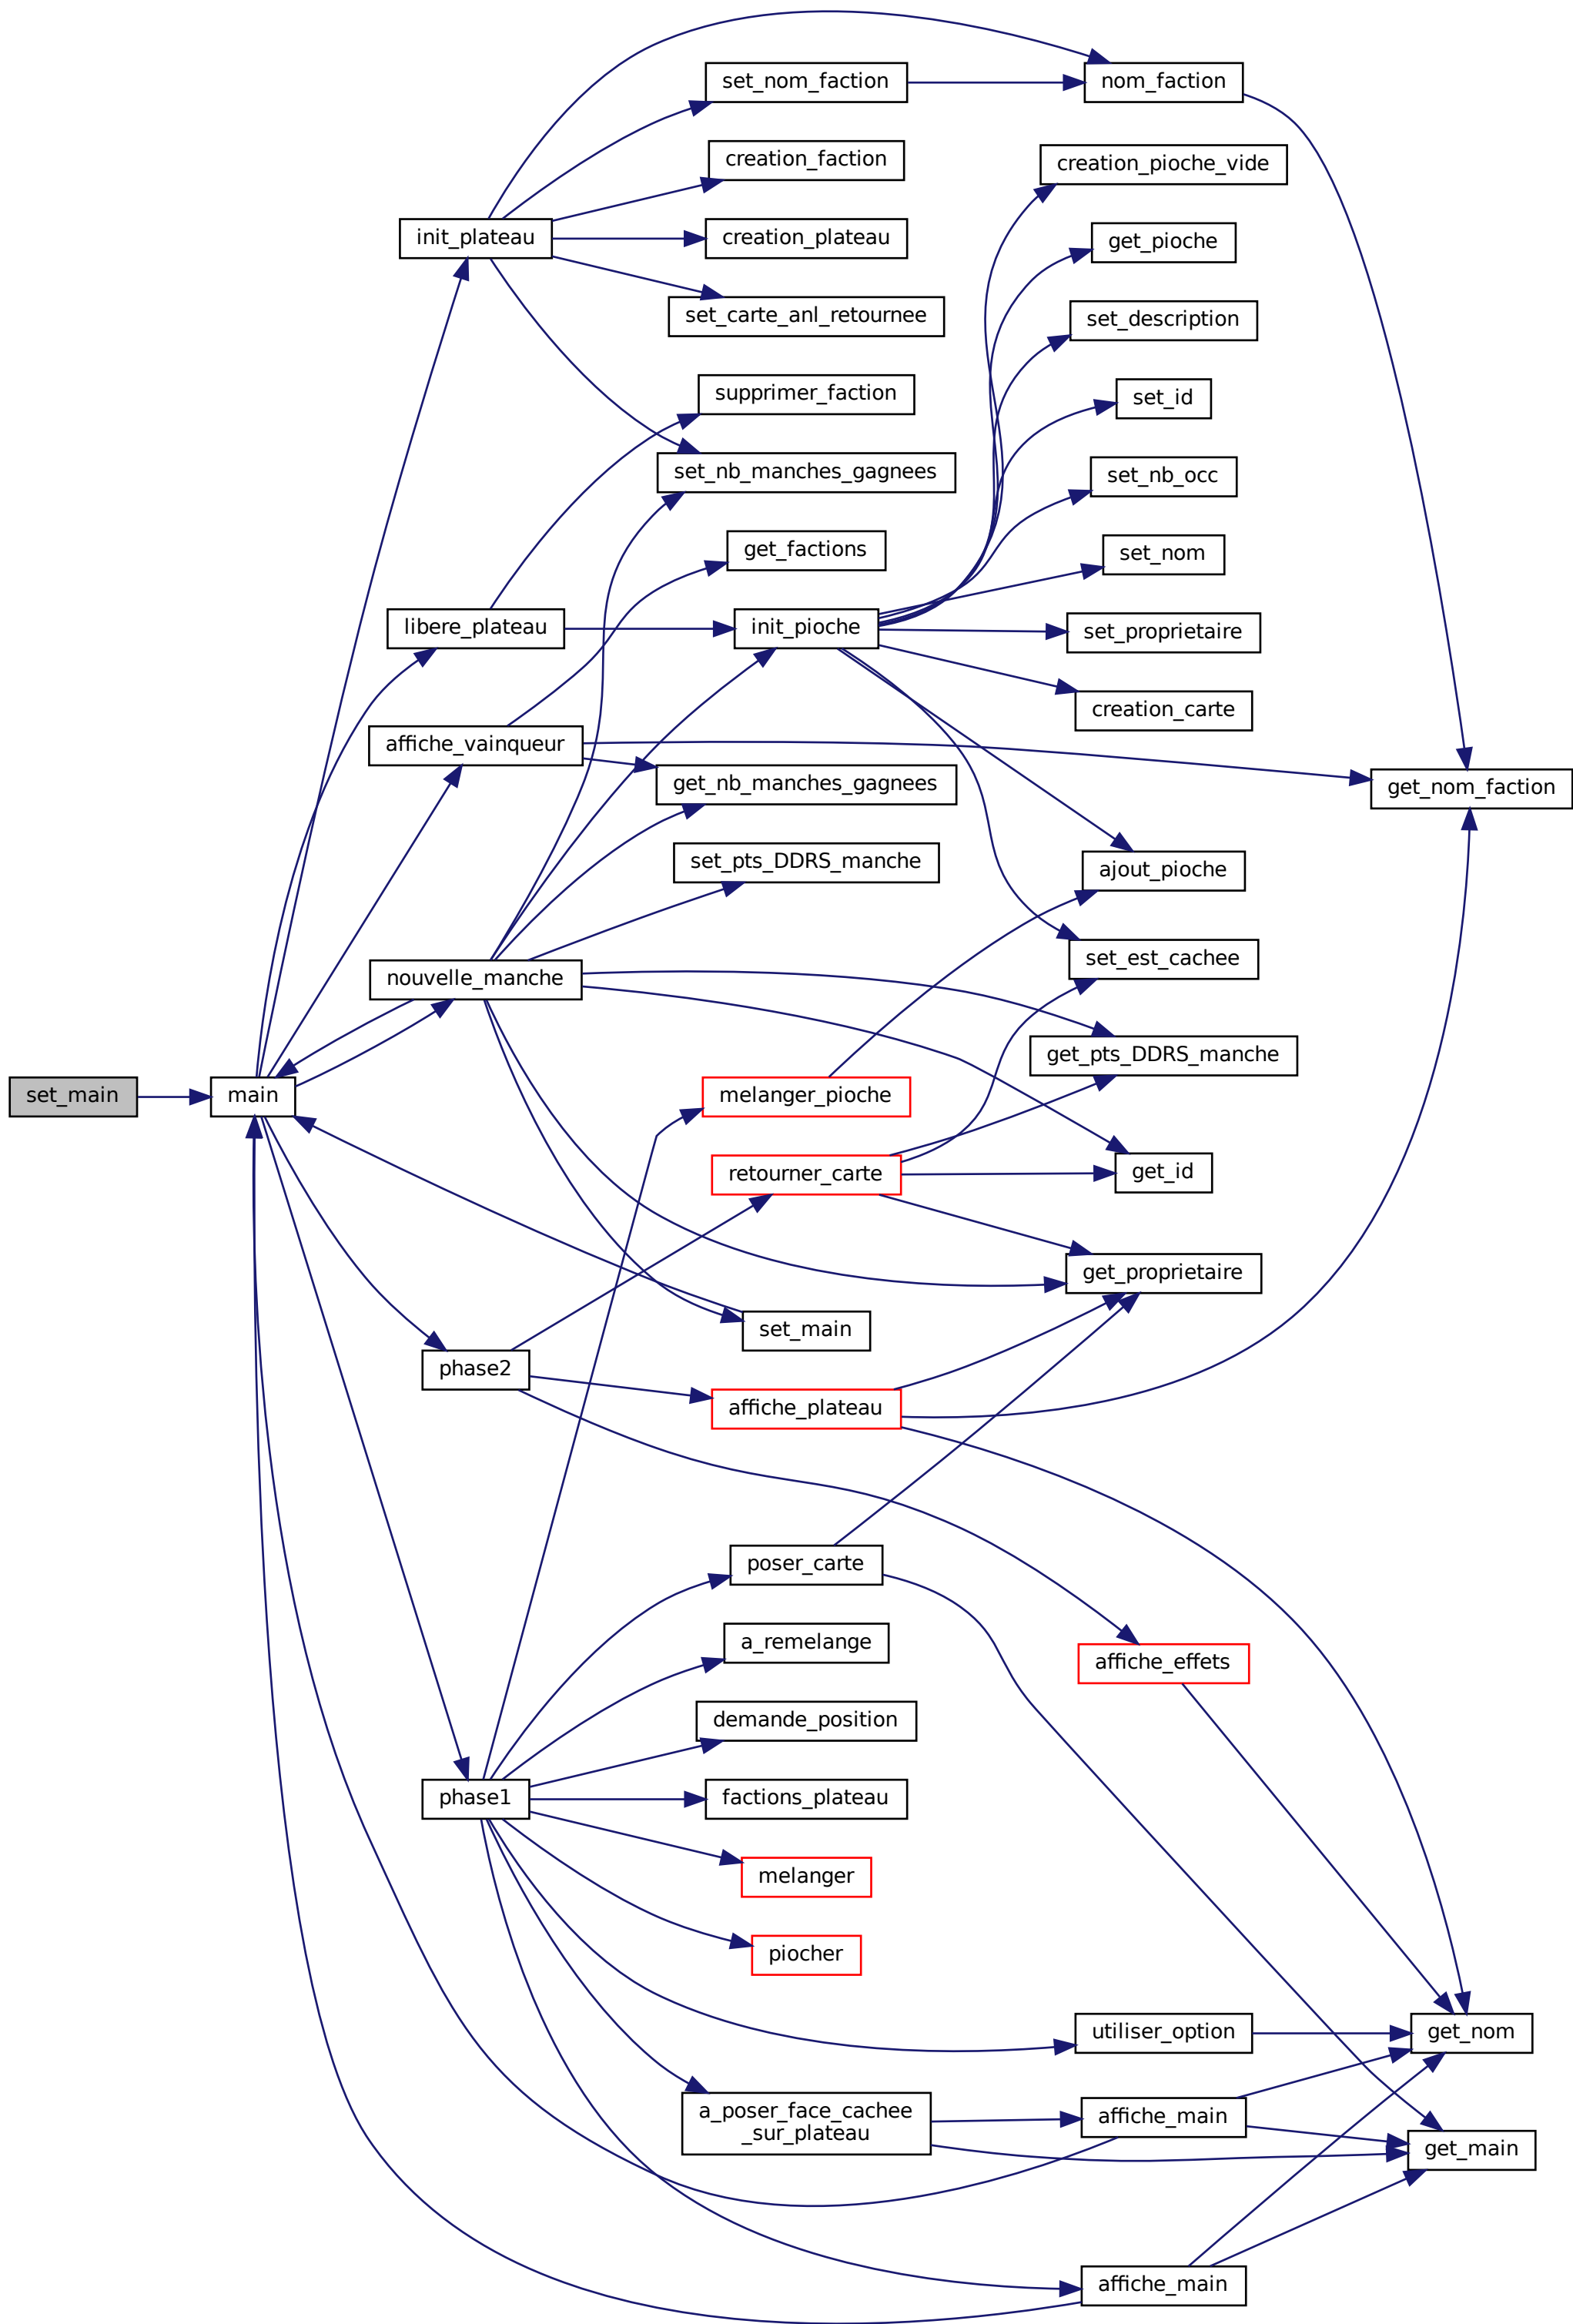 set_nom_faction
nom_faction
creation_faction
creation_pioche_vide
init_plateau
creation_plateau
get_pioche
set_carte_anl_retournee
set_description
supprimer_faction
set_id
set_nb_manches_gagnees
set_nb_occ
get_factions
set_nom
libere_plateau
init_pioche
set_proprietaire
creation_carte
affiche_vainqueur
get_nb_manches_gagnees
get_nom_faction
set_pts_DDRS_manche
ajout_pioche
nouvelle_manche
set_est_cachee
get_pts_DDRS_manche
set_main
main
melanger_pioche
retourner_carte
get_id
get_proprietaire
set_main
phase2
affiche_plateau
poser_carte
a_remelange
affiche_effets
demande_position
phase1
factions_plateau
melanger
piocher
utiliser_option
get_nom
a_poser_face_cachee
_sur_plateau
affiche_main
get_main
affiche_main